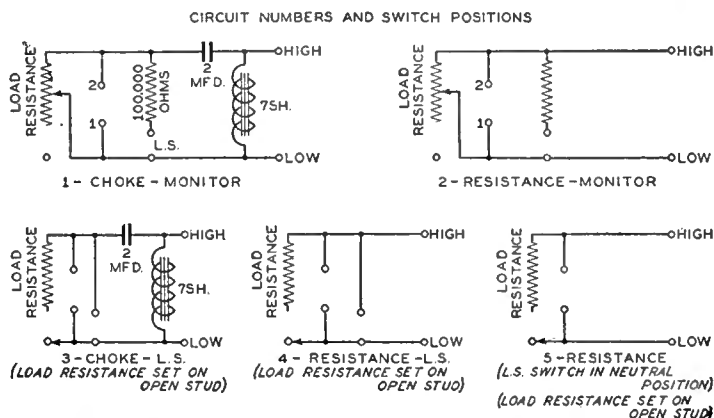 CIRCUIT NUMBERS AND SWITCH POSITIONS
LOAD RESISTANCE
2
1
100,000 OHMS
L.S.
2 MFD.
75H.
HIGH
LOW
1- CHOKE - MONITOR
LOAD RESISTANCE
2
1
HIGH
LOW
2- RESISTANCE - MONITOR
LOAD RESISTANCE
2 MFD.
75H.
HIGH
LOW
3- CHOKE - L.S.
(LOAD RESISTANCE SET ON
OPEN STUD)
LOAD RESISTANCE
HIGH
LOW
4 - RESISTANCE - L.S.
(LOAD RESISTANCE SET ON
OPEN STUD)
LOAD RESISTANCE
HIGH
LOW
5- RESISTANCE
(L.S. SWITCH IN NEUTRAL
POSITION)
(LOAD RESISTANCE SET ON
OPEN STUD)